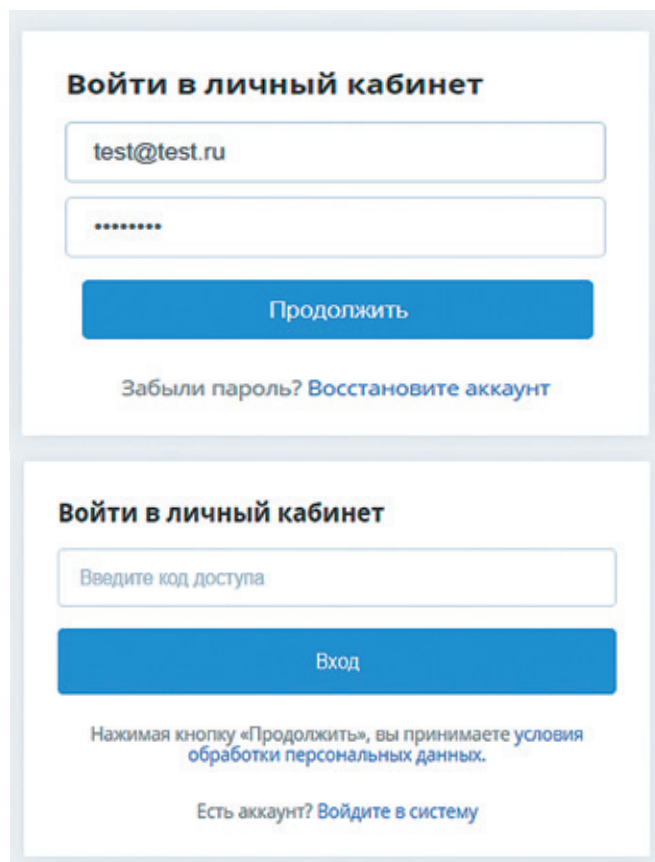 Войти в личный кабинет
test@test.ru
••••••••
Продолжить
Забыли пароль? Восстановите аккаунт
Войти в личный кабинет
Введите код доступа
Вход
Нажимая кнопку «Продолжить», вы принимаете условия
обработки персональных данных.
Есть аккаунт? Войдите в систему